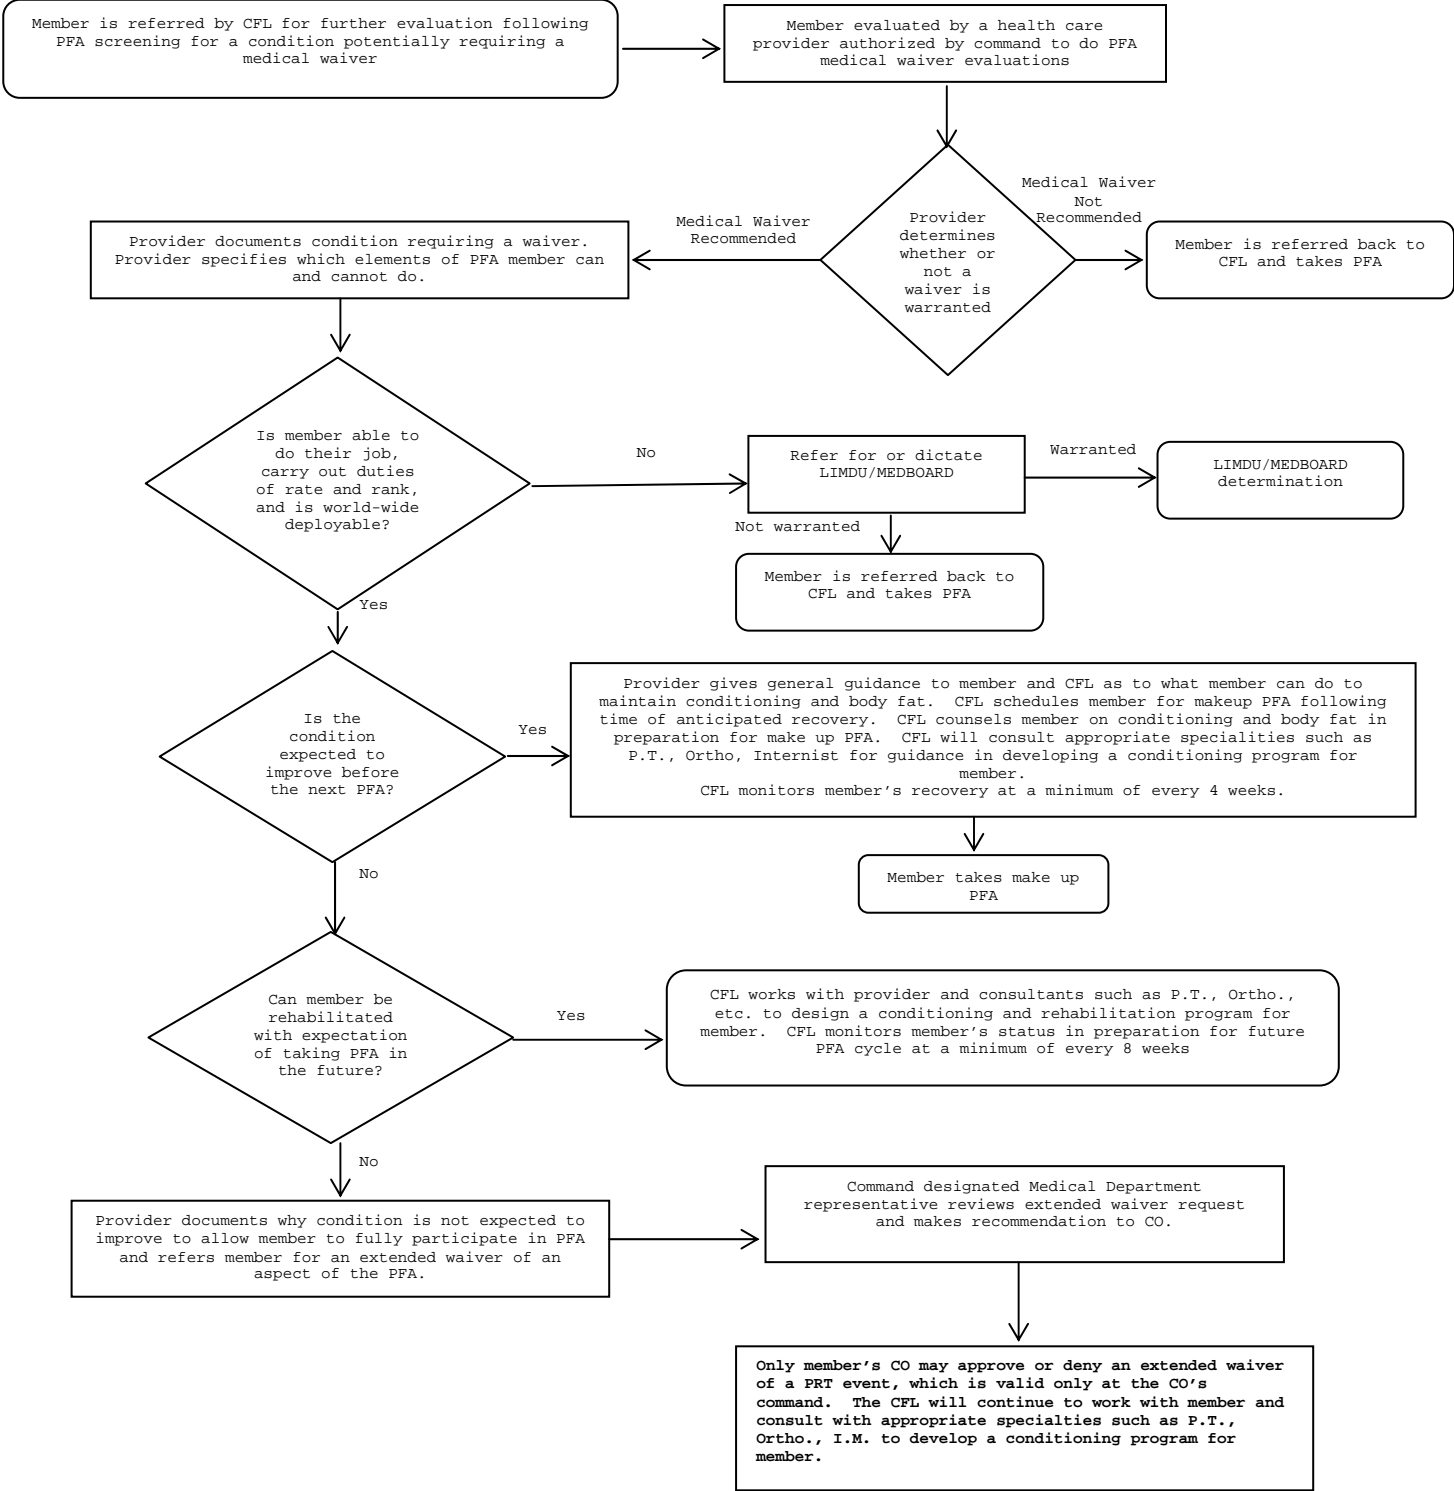 Member is referred by CFL for further evaluation following
PFA screening for a condition potentially requiring a
medical waiver
Member evaluated by a health care
provider authorized by command to do PFA
medical waiver evaluations
Provider
determines
whether or
not a
waiver is
warranted
Medical Waiver
Not
Recommended
Member is referred back to
CFL and takes PFA
Medical Waiver
Recommended
Provider documents condition requiring a waiver.
Provider specifies which elements of PFA member can
and cannot do.
Is member able to
do their job,
carry out duties
of rate and rank,
and is world-wide
deployable?
No
Refer for or dictate
LIMDU/MEDBOARD
Warranted
LIMDU/MEDBOARD
determination
Not warranted
Member is referred back to
CFL and takes PFA
Yes
Is the
condition
expected to
improve before
the next PFA?
Yes
Provider gives general guidance to member and CFL as to what member can do to
maintain conditioning and body fat.  CFL schedules member for makeup PFA following
time of anticipated recovery.  CFL counsels member on conditioning and body fat in
preparation for make up PFA.  CFL will consult appropriate specialities such as
P.T., Ortho, Internist for guidance in developing a conditioning program for
member.
CFL monitors member's recovery at a minimum of every 4 weeks.
Member takes make up
PFA
No
Can member be
rehabilitated
with expectation
of taking PFA in
the future?
Yes
CFL works with provider and consultants such as P.T., Ortho.,
etc. to design a conditioning and rehabilitation program for
member.  CFL monitors member's status in preparation for future
PFA cycle at a minimum of every 8 weeks
No
Provider documents why condition is not expected to
improve to allow member to fully participate in PFA
and refers member for an extended waiver of an
aspect of the PFA.
Command designated Medical Department
representative reviews extended waiver request
and makes recommendation to CO.
Only member's CO may approve or deny an extended waiver
of a PRT event, which is valid only at the CO's
command.  The CFL will continue to work with member and
consult with appropriate specialties such as P.T.,
Ortho., I.M. to develop a conditioning program for
member.